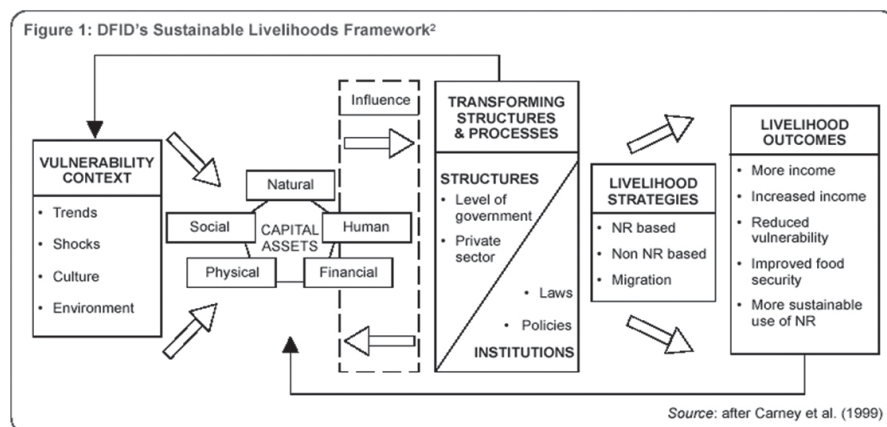 Figure 1: DFID's Sustainable Livelihoods Framework²
VULNERABILITY
CONTEXT
• Trends
• Shocks
• Culture
• Environment
Natural
Social
CAPITAL
ASSETS
Human
Physical
Financial
Influence
TRANSFORMING
STRUCTURES
& PROCESSES
STRUCTURES
• Level of
government
• Private
sector
• Laws
• Policies
INSTITUTIONS
LIVELIHOOD
STRATEGIES
• NR based
• Non NR based
• Migration
LIVELIHOOD
OUTCOMES
• More income
• Increased income
• Reduced
vulnerability
• Improved food
security
• More sustainable
use of NR
Source: after Carney et al. (1999)